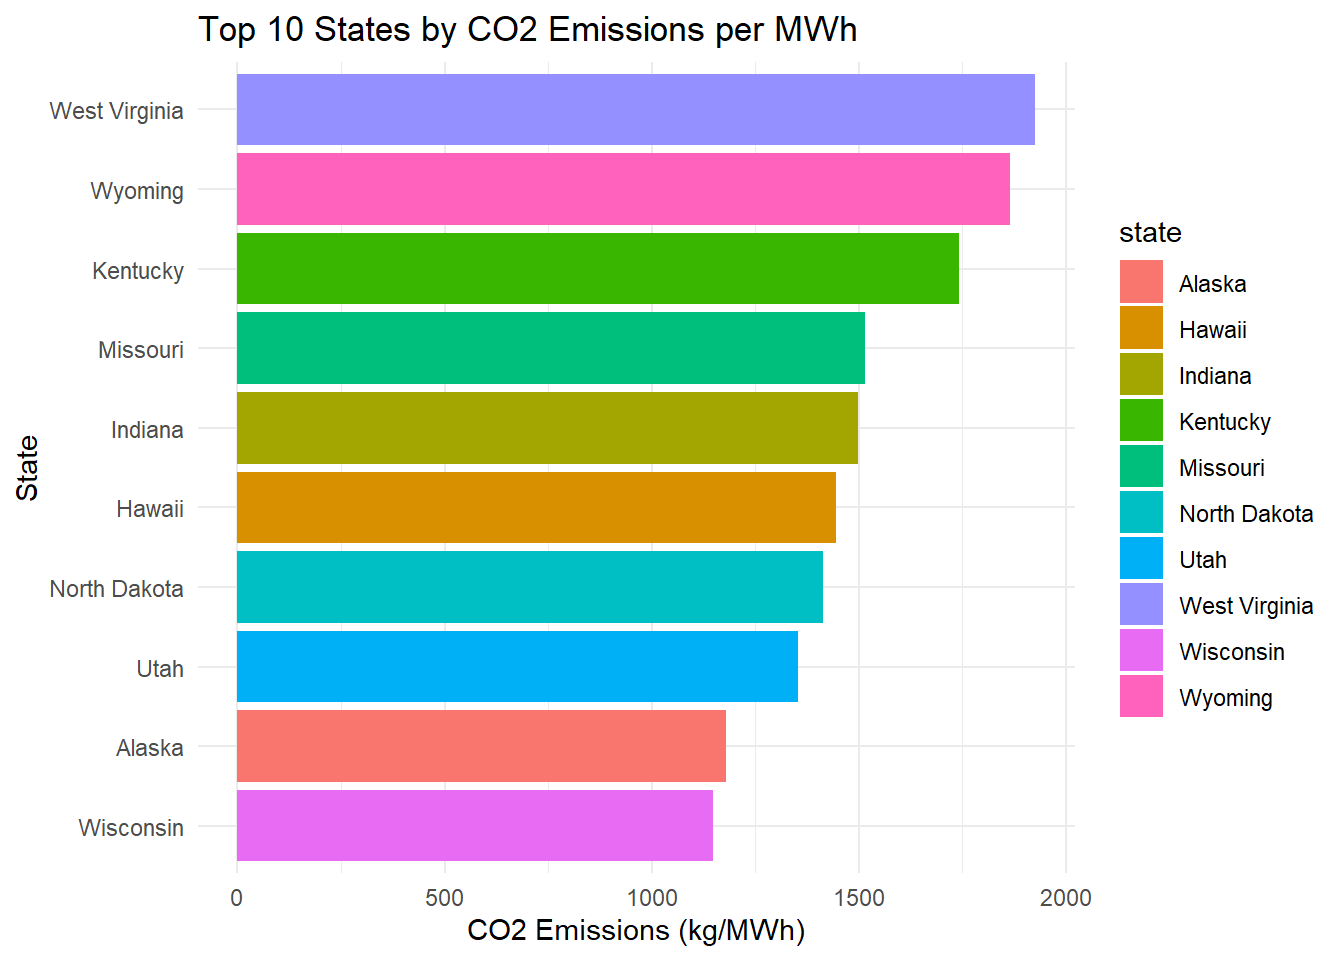 Top 10 States by CO2 Emissions per MWh
West Virginia
Wyoming
Kentucky
Missouri
Indiana
Hawaii
North Dakota
Utah
Alaska
Wisconsin
State
0 500 1000 1500 2000
CO2 Emissions (kg/MWh)
state
Alaska
Hawaii
Indiana
Kentucky
Missouri
North Dakota
Utah
West Virginia
Wisconsin
Wyoming